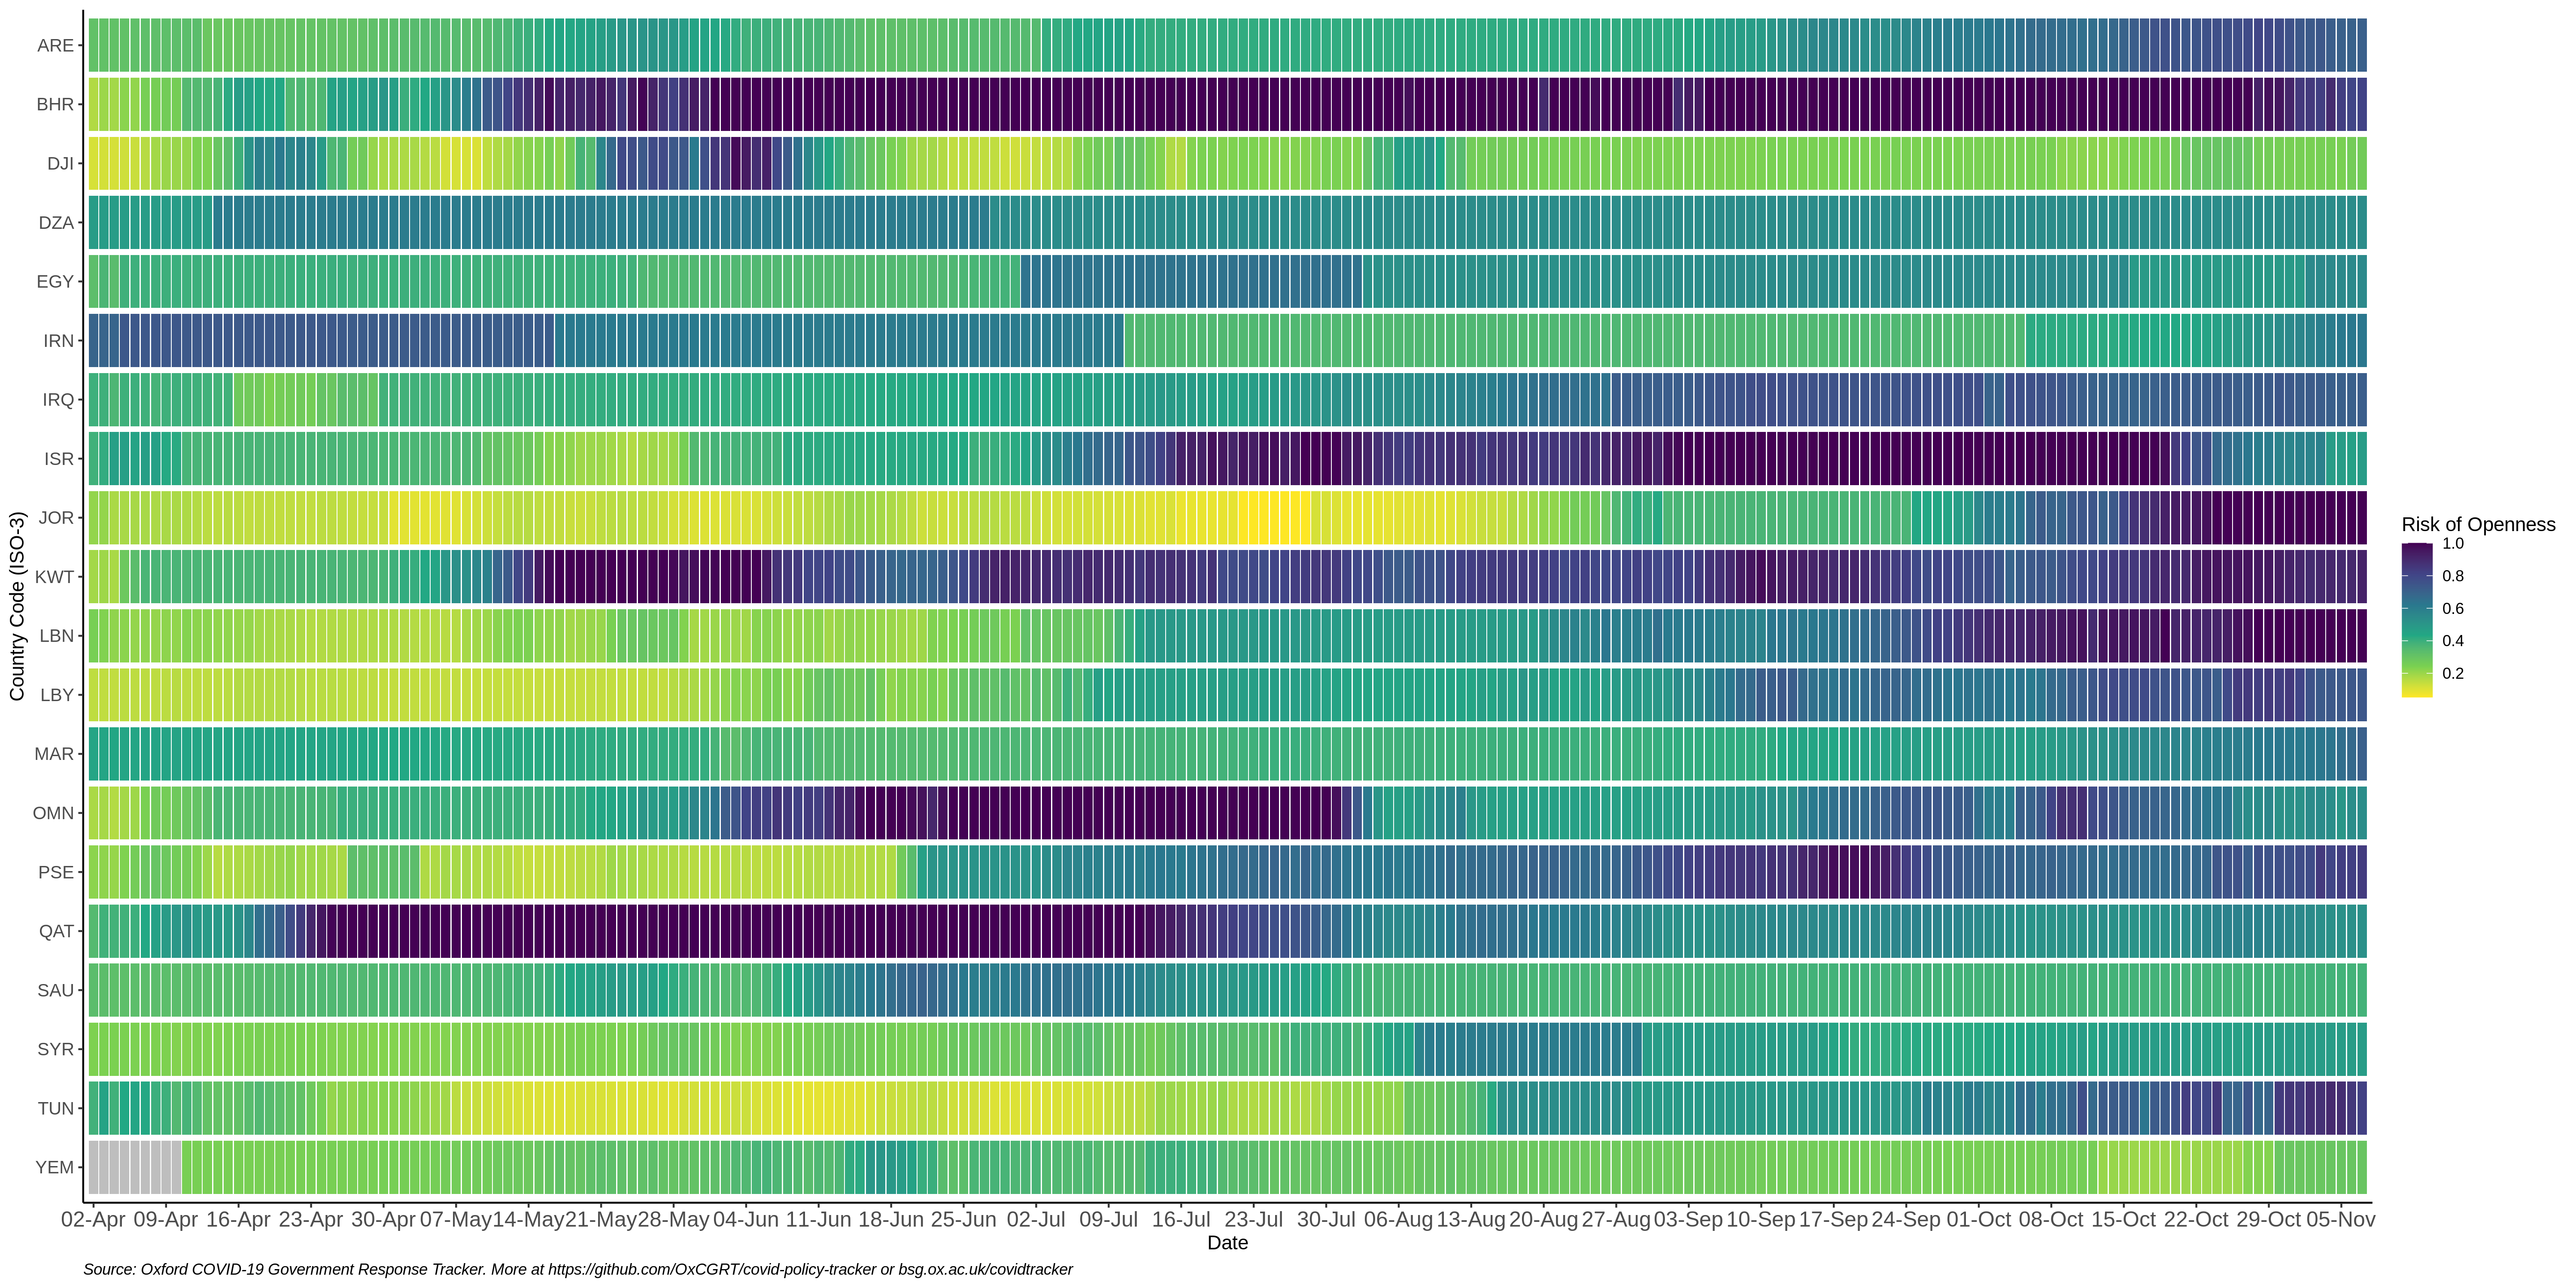 ARE
BHR
DJI
DZA
EGY
IRN
IRQ
ISR
JOR
KWT
LBN
LBY
MAR
OMN
PSE
QAT
SAU
SYR
TUN
YEM
Country Code (ISO-3)
02-Apr 09-Apr 16-Apr 23-Apr 30-Apr 07-May 14-May 21-May 28-May 04-Jun 11-Jun 18-Jun 25-Jun 02-Jul 09-Jul 16-Jul 23-Jul 30-Jul 06-Aug 13-Aug 20-Aug 27-Aug 03-Sep 10-Sep 17-Sep 24-Sep 01-Oct 08-Oct 15-Oct 22-Oct 29-Oct 05-Nov
Date
Risk of Openness
1.0
0.8
0.6
0.4
0.2
Source: Oxford COVID-19 Government Response Tracker. More at https://github.com/OxCGRT/covid-policy-tracker or bsg.ox.ac.uk/covidtracker